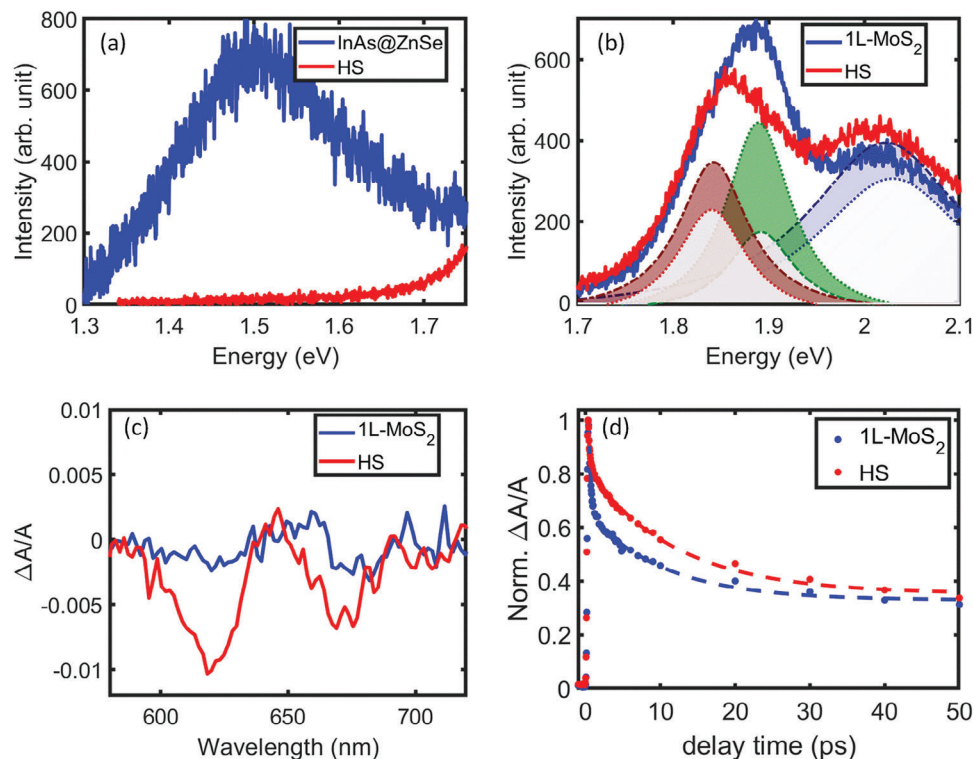 (a)
InAs@ZnSe
HS
Intensity (arb. unit)
800
600
400
200
0
1.3 1.4 1.5 1.6 1.7
Energy (eV)
(b)
1L-MoS2
HS
Intensity (arb. unit)
600
400
200
0
1.7 1.8 1.9 2 2.1
Energy (eV)
(c)
1L-MoS2
HS
ΔA/A
0.01
0.005
0
-0.005
-0.01
600 650 700
Wavelength (nm)
(d)
1L-MoS2
HS
Norm. ΔA/A
1
0.8
0.6
0.4
0.2
0
0 10 20 30 40 50
delay time (ps)